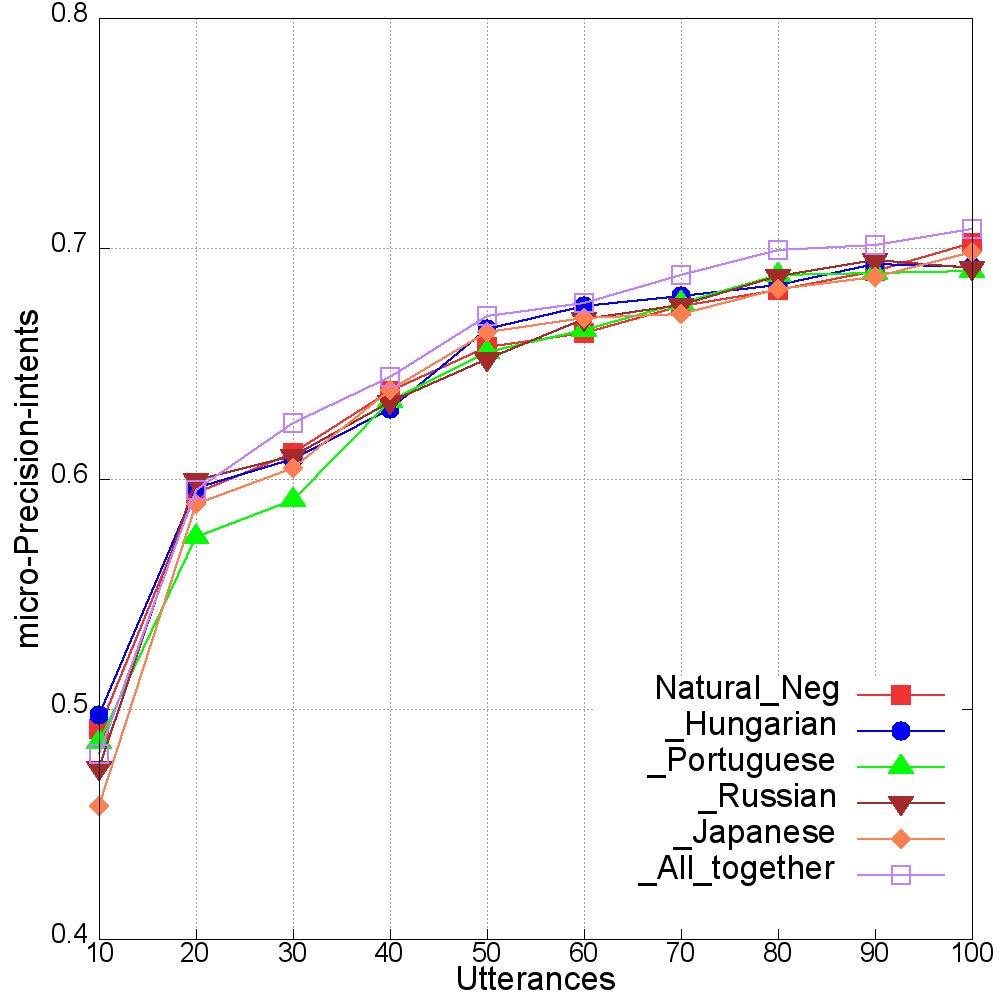 0.8
0.7
0.6
0.5
0.4
micro-Precision-intents
Natural_Neg
_Hungarian
_Portuguese
_Russian
_Japanese
_All_together
10 20 30 40 50 60 70 80 90 100
Utterances